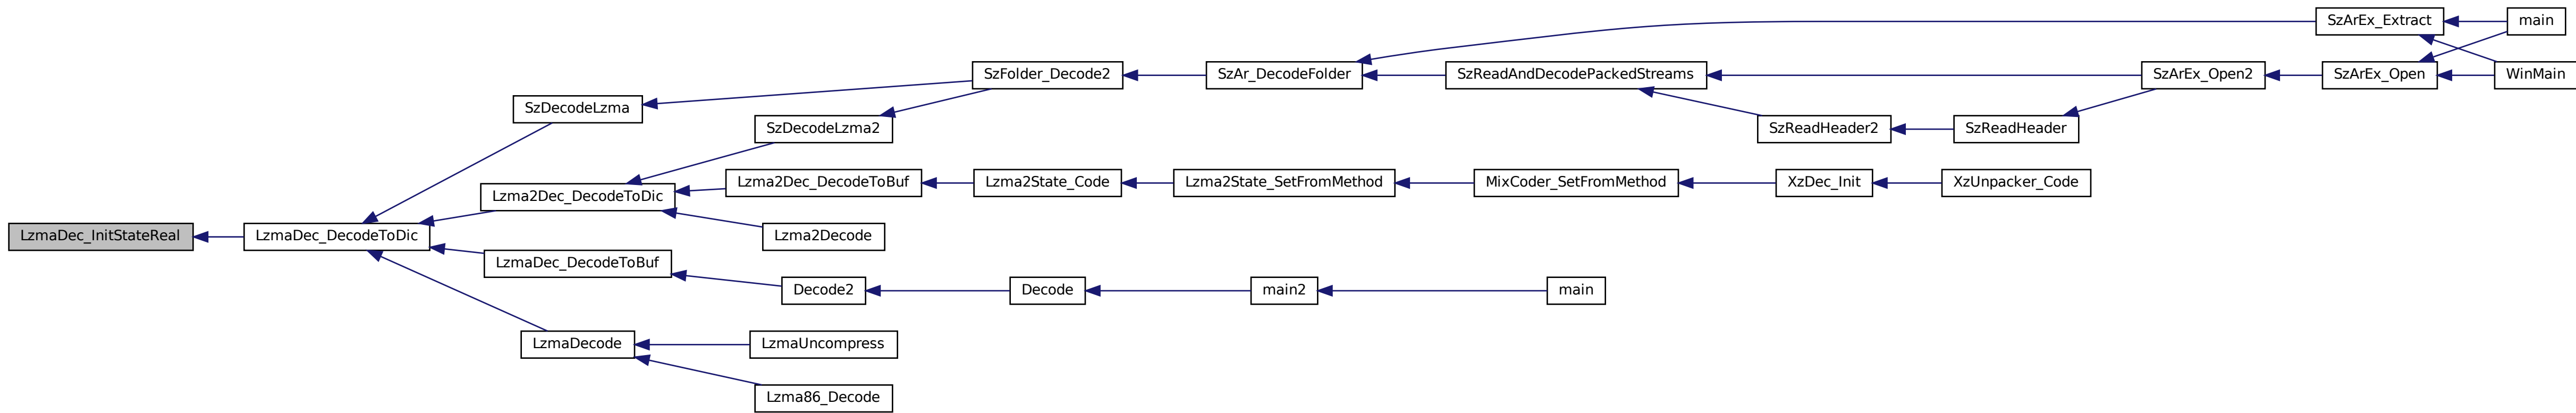 SzArEx_Extract
main
SzFolder_Decode2
SzAr_DecodeFolder
SzReadAndDecodePackedStreams
SzArEx_Open2
SzArEx_Open
WinMain
SzDecodeLzma
SzDecodeLzma2
SzReadHeader2
SzReadHeader
Lzma2Dec_DecodeToDic
Lzma2Dec_DecodeToBuf
Lzma2State_Code
Lzma2State_SetFromMethod
MixCoder_SetFromMethod
XzDec_Init
XzUnpacker_Code
LzmaDec_InitStateReal
LzmaDec_DecodeToDic
Lzma2Decode
LzmaDec_DecodeToBuf
Decode2
Decode
main2
main
LzmaDecode
LzmaUncompress
Lzma86_Decode